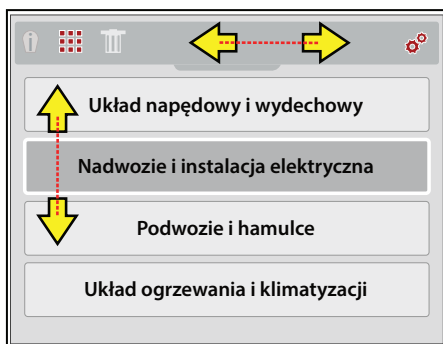 Układ napędowy i wydechowy
Nadwozie i instalacja elektryczna
Podwozie i hamulce
Układ ogrzewania i klimatyzacji